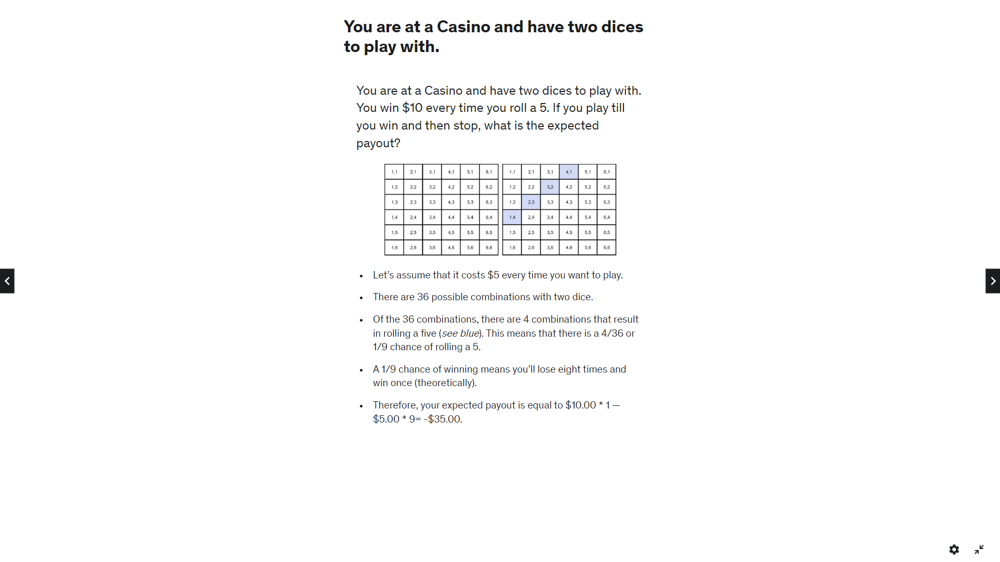 You are at a Casino and have two dices
to play with.
You are at a Casino and have two dices to play with.
You win $10 every time you roll a 5. If you play till
you win and then stop, what is the expected
payout?
1,1 2,1 3,1 4,1 5,1 6,1 1,1 2,1 3,1 4,1 5,1 6,1
1,2 2,2 3,2 4,2 5,2 6,2 1,2 2,2 3,2 4,2 5,2 6,2
1,3 2,3 3,3 4,3 5,3 6,3 1,3 2,3 3,3 4,3 5,3 6,3
1,4 2,4 3,4 4,4 5,4 6,4 1,4 2,4 3,4 4,4 5,4 6,4
1,5 2,5 3,5 4,5 5,5 6,5 1,5 2,5 3,5 4,5 5,5 6,5
1,6 2,6 3,6 4,6 5,6 6,6 1,6 2,6 3,6 4,6 5,6 6,6
• Let’s assume that it costs $5 every time you want to play.
• There are 36 possible combinations with two dice.
• Of the 36 combinations, there are 4 combinations that result
in rolling a five (see blue). This means that there is a 4/36 or
1/9 chance of rolling a 5.
• A 1/9 chance of winning means you’ll lose eight times and
win once (theoretically).
• Therefore, your expected payout is equal to $10.00 * 1 —
$5.00 * 9= -$35.00.